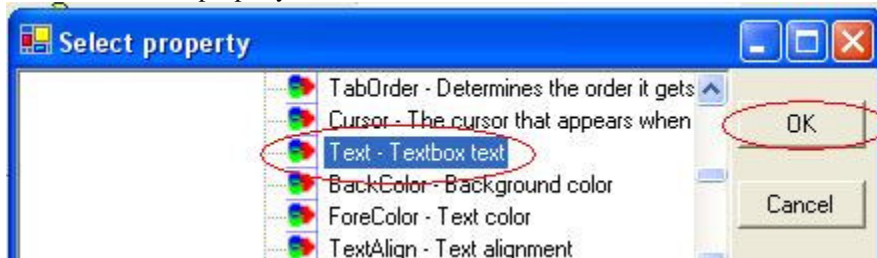 Select property
TabOrder - Determines the order it gets
Cursor - The cursor that appears when
OK
Text - Textbox text
BackColor - Background color
Cancel
ForeColor - Text color
TextAlign - Text alignment